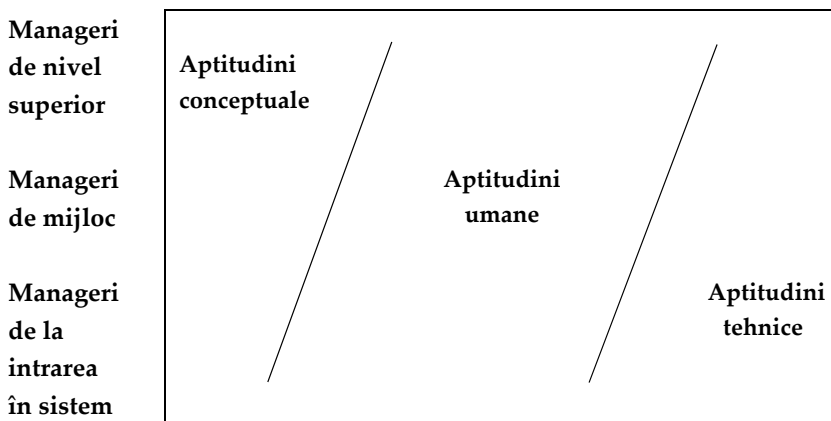 Manageri
de nivel
superior
Aptitudini
conceptuale
Manageri
de mijloc
Aptitudini
umane
Manageri
de la
intrarea
în sistem
Aptitudini
tehnice